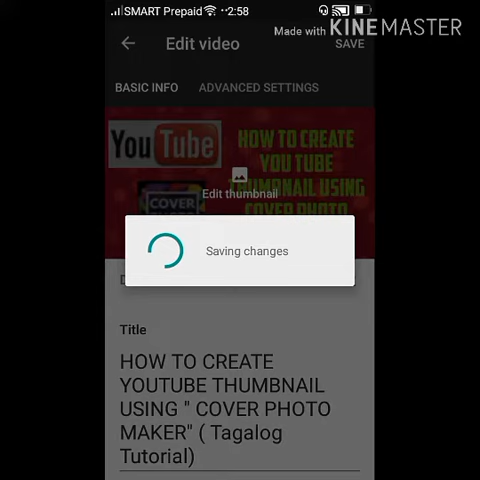 SMART Prepaid 2:58
Made with KINEMASTER
Edit video
SAVE
BASIC INFO
ADVANCED SETTINGS
YouTube
HOW TO CREATE
YOU TUBE
THUMBNAIL USING
COVER PHOTO
Edit thumbnail
COVER
Saving changes
Title
HOW TO CREATE
YOUTUBE THUMBNAIL
USING " COVER PHOTO
MAKER" ( Tagalog
Tutorial)